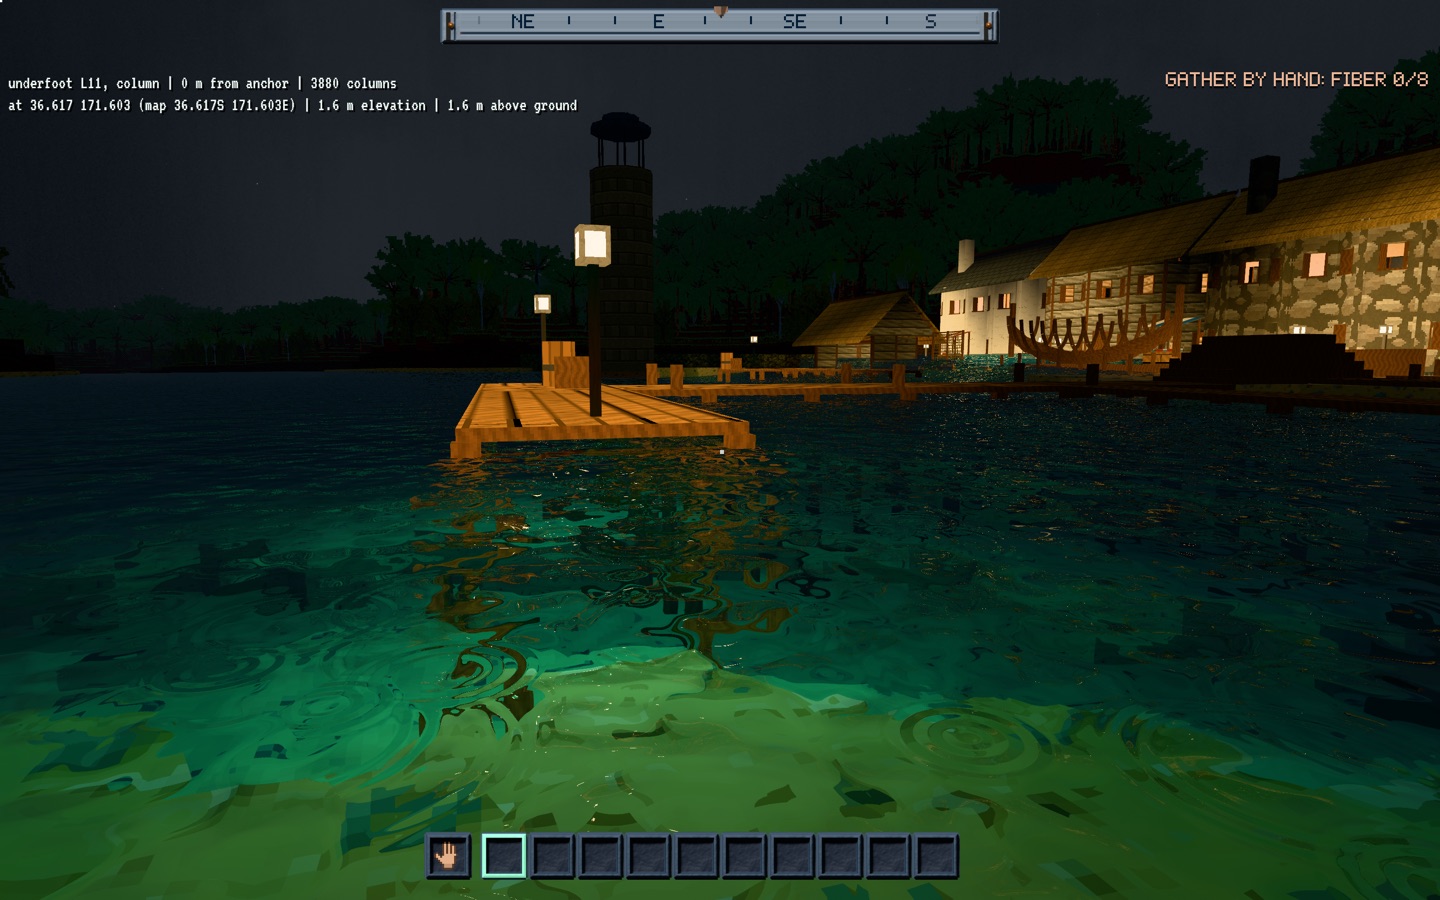 NE E SE S
underfoot L11, column | 0 m from anchor | 3880 columns
at 36.617 171.603 (map 36.617S 171.603E) | 1.6 m elevation | 1.6 m above ground
GATHER BY HAND: FIBER 0/8